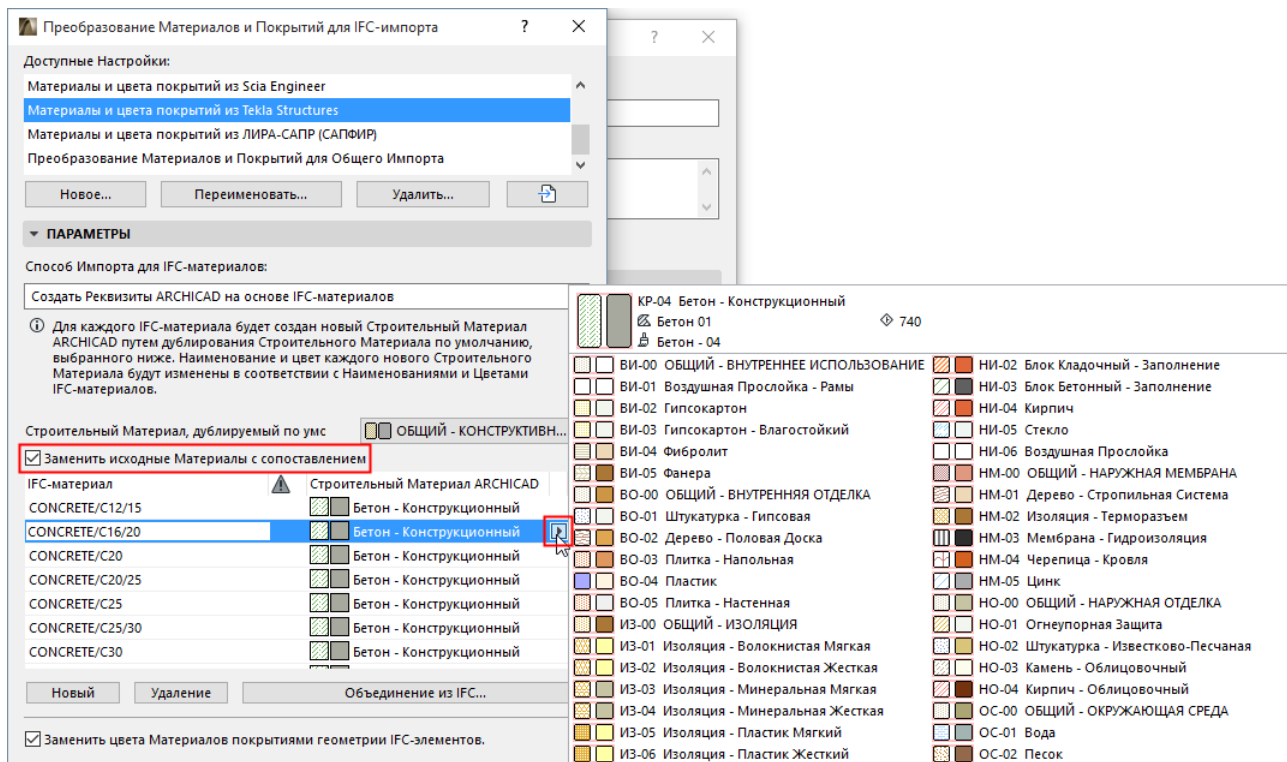 Преобразование Материалов и Покрытий для IFC-импорта ? ×
? ×
Доступные Настройки:
Материалы и цвета покрытий из Scia Engineer
Материалы и цвета покрытий из Tekla Structures
Материалы и цвета покрытий из ЛИРА-САПР (САПФИР)
Преобразование Материалов и Покрытий для Общего Импорта
Новое... Переименовать... Удалить...
ПАРАМЕТРЫ
Способ Импорта для IFC-материалов:
Создать Реквизиты ARCHICAD на основе IFC-материалов
Для каждого IFC-материала будет создан новый Строительный Материал
ARCHICAD путем дублирования Строительного Материала по умолчанию,
выбранного ниже. Наименование и цвет каждого нового Строительного
Материала будут изменены в соответствии с Наименованиями и Цветами
IFC-материалов.
Строительный Материал, дублируемый по умс ОБЩИЙ - КОНСТРУКТИВН...
Заменить исходные Материалы с сопоставлением
IFC-материал Строительный Материал ARCHICAD
CONCRETE/C12/15 Бетон - Конструкционный
CONCRETE/C16/20 Бетон - Конструкционный
CONCRETE/C20 Бетон - Конструкционный
CONCRETE/C20/25 Бетон - Конструкционный
CONCRETE/C25 Бетон - Конструкционный
CONCRETE/C25/30 Бетон - Конструкционный
CONCRETE/C30 Бетон - Конструкционный
Новый Удаление Объединение из IFC...
Заменить цвета Материалов покрытиями геометрии IFC-элементов.
КР-04 Бетон - Конструкционный
Бетон 01 740
Бетон - 04
ВИ-00 ОБЩИЙ - ВНУТРЕННЕЕ ИСПОЛЬЗОВАНИЕ
ВИ-01 Воздушная Прослойка - Рамы
ВИ-02 Гипсокартон
ВИ-03 Гипсокартон - Влагостойкий
ВИ-04 Фибролит
ВИ-05 Фанера
ВО-00 ОБЩИЙ - ВНУТРЕННЯЯ ОТДЕЛКА
ВО-01 Штукатурка - Гипсовая
ВО-02 Дерево - Половая Доска
ВО-03 Плитка - Напольная
ВО-04 Пластик
ВО-05 Плитка - Настенная
ИЗ-00 ОБЩИЙ - ИЗОЛЯЦИЯ
ИЗ-01 Изоляция - Волокнистая Мягкая
ИЗ-02 Изоляция - Волокнистая Жесткая
ИЗ-03 Изоляция - Минеральная Мягкая
ИЗ-04 Изоляция - Минеральная Жесткая
ИЗ-05 Изоляция - Пластик Мягкий
ИЗ-06 Изоляция - Пластик Жесткий
НИ-02 Блок Кладочный - Заполнение
НИ-03 Блок Бетонный - Заполнение
НИ-04 Кирпич
НИ-05 Стекло
НИ-06 Воздушная Прослойка
НМ-00 ОБЩИЙ - НАРУЖНАЯ МЕМБРАНА
НМ-01 Дерево - Стропильная Система
НМ-02 Изоляция - Терморазъем
НМ-03 Мембрана - Гидроизоляция
НМ-04 Черепица - Кровля
НМ-05 Цинк
НО-00 ОБЩИЙ - НАРУЖНАЯ ОТДЕЛКА
НО-01 Огнеупорная Защита
НО-02 Штукатурка - Известково-Песчаная
НО-03 Камень - Облицовочный
НО-04 Кирпич - Облицовочный
ОС-00 ОБЩИЙ - ОКРУЖАЮЩАЯ СРЕДА
ОС-01 Вода
ОС-02 Песок